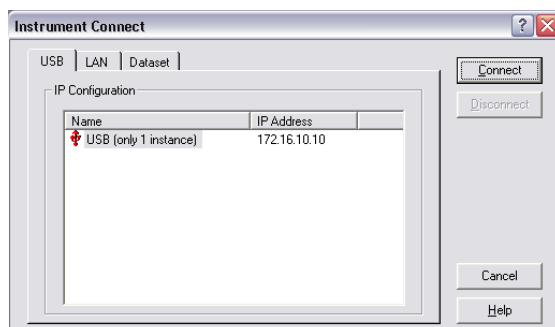 Instrument Connect
USB LAN Dataset
Connect
IP Configuration
Disconnect
Name IP Address
USB (only 1 instance) 172.16.10.10
Cancel
Help